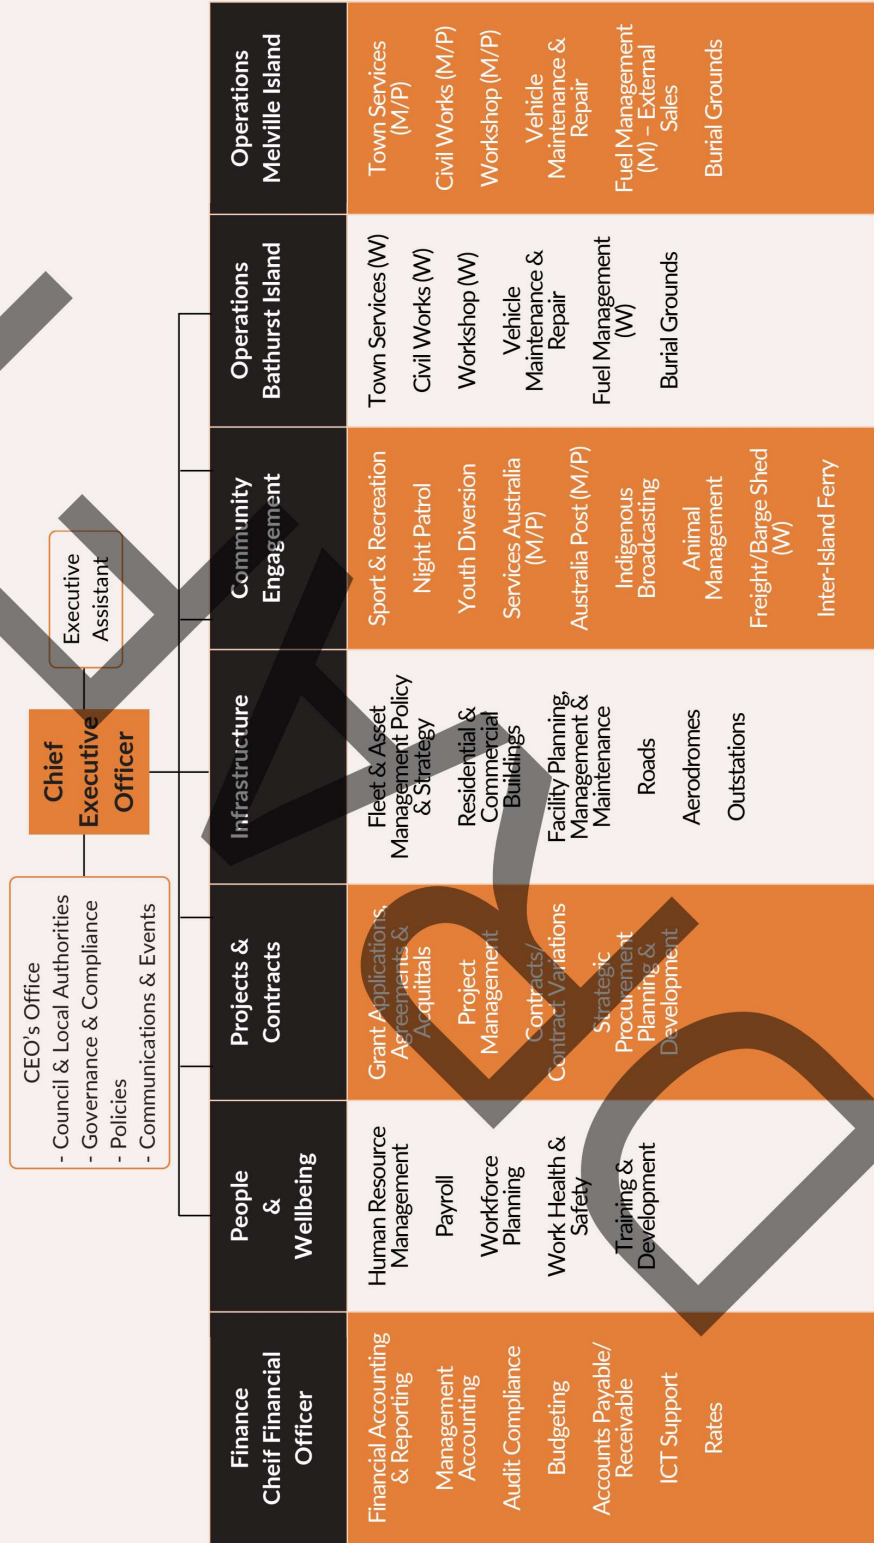 CEO's Office
- Council & Local Authorities
- Governance & Compliance
- Policies
- Communications & Events
Chief
Executive
Officer
Executive
Assistant
Finance
Cheif Financial
Officer
Financial Accounting
& Reporting
Management
Accounting
Audit Compliance
Budgeting
Accounts Payable/
Receivable
ICT Support
Rates
People
&
Wellbeing
Human Resource
Management
Payroll
Workforce
Planning
Work Health &
Safety
Training &
Development
Projects &
Contracts
Grant Applications,
Agreements &
Acquittals
Project
Management
Contracts/
Contract Variations
Strategic
Procurement
Planning &
Development
Infrastructure
Fleet & Asset
Management Policy
& Strategy
Residential &
Commercial
Buildings
Facility Planning,
Management &
Maintenance
Roads
Aerodromes
Outstations
Community
Engagement
Sport & Recreation
Night Patrol
Youth Diversion
Services Australia
(M/P)
Australia Post (M/P)
Indigenous
Broadcasting
Animal
Management
Freight/Barge Shed
(W)
Inter-Island Ferry
Operations
Bathurst Island
Town Services (W)
Civil Works (W)
Workshop (W)
Vehicle
Maintenance &
Repair
Fuel Management
(W)
Burial Grounds
Operations
Melville Island
Town Services
(M/P)
Civil Works (M/P)
Workshop (M/P)
Vehicle
Maintenance &
Repair
Fuel Management
(M) – External
Sales
Burial Grounds
DRAFT